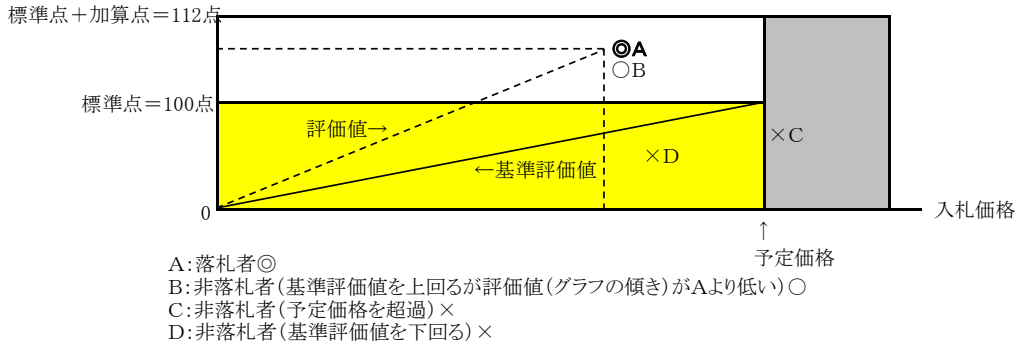 標準点＋加算点＝112点
◎A
○B
標準点＝100点
評価値→
×C
×D
←基準評価値
0
入札価格
↑
予定価格
A：落札者◎
B：非落札者（基準評価値を上回るが評価値（グラフの傾き）がAより低い）○
C：非落札者（予定価格を超過）×
D：非落札者（基準評価値を下回る）×